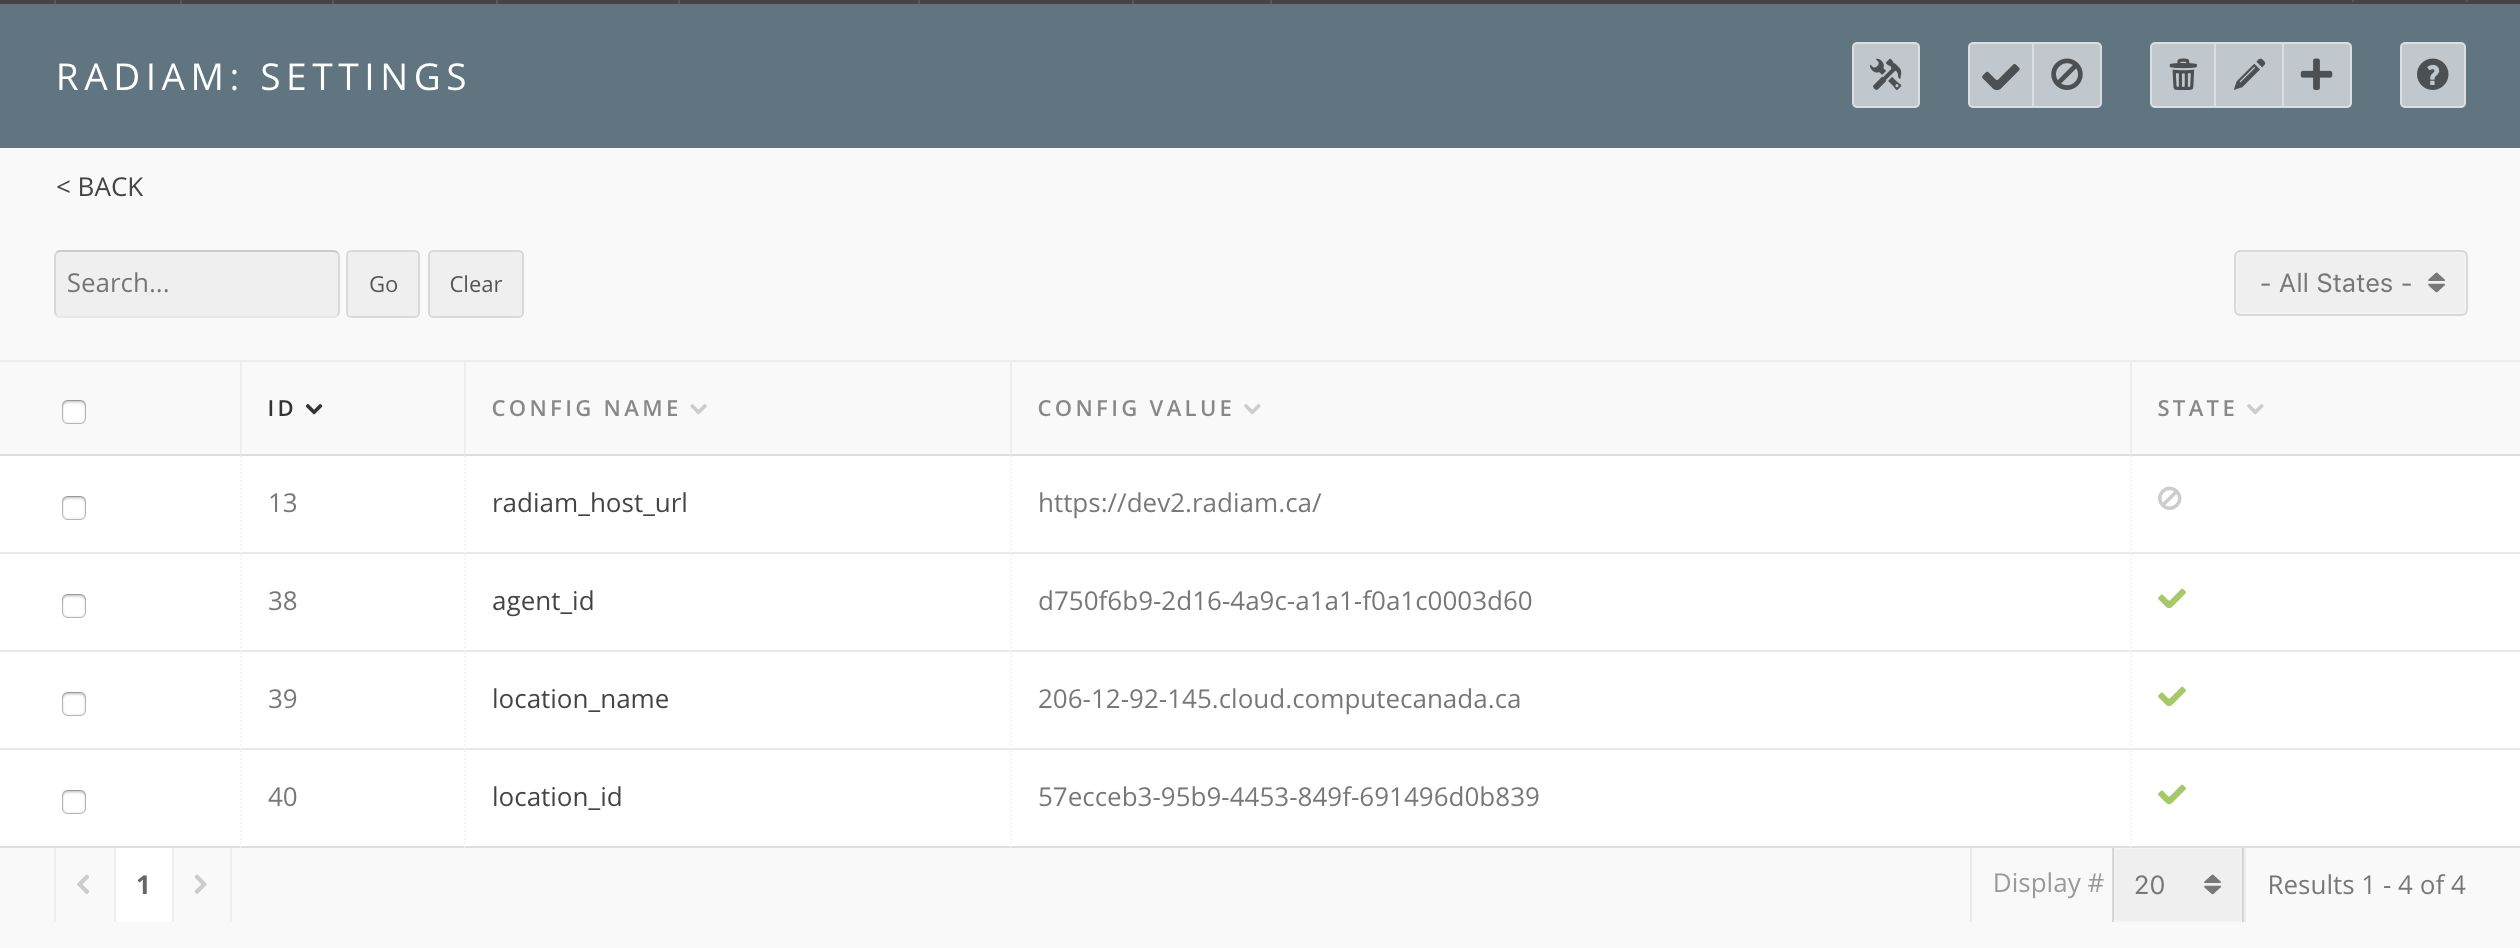 RADIAM: SETTINGS
< BACK
Search... Go Clear - All States -
ID CONFIG NAME CONFIG VALUE STATE
13 radiam_host_url https://dev2.radiam.ca/
38 agent_id d750f6b9-2d16-4a9c-a1a1-f0a1c0003d60
39 location_name 206-12-92-145.cloud.computecanada.ca
40 location_id 57ecceb3-95b9-4453-849f-691496d0b839
1 Display # 20 Results 1 - 4 of 4